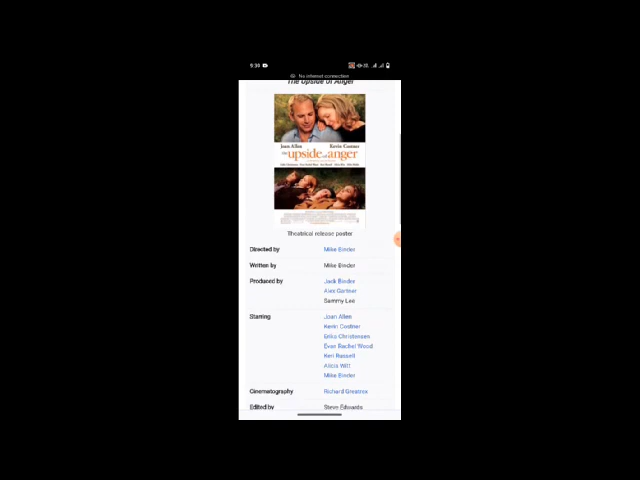 9:30
No internet connection
The Upside of Anger
Joan Allen Kevin Costner
THE upside of anger
Theatrical release poster
Directed by Mike Binder
Written by Mike Binder
Produced by Jack Binder
Alex Gartner
Sammy Lee
Starring Joan Allen
Kevin Costner
Erika Christensen
Evan Rachel Wood
Keri Russell
Alicia Witt
Mike Binder
Cinematography Richard Greatrex
Edited by Steve Edwards